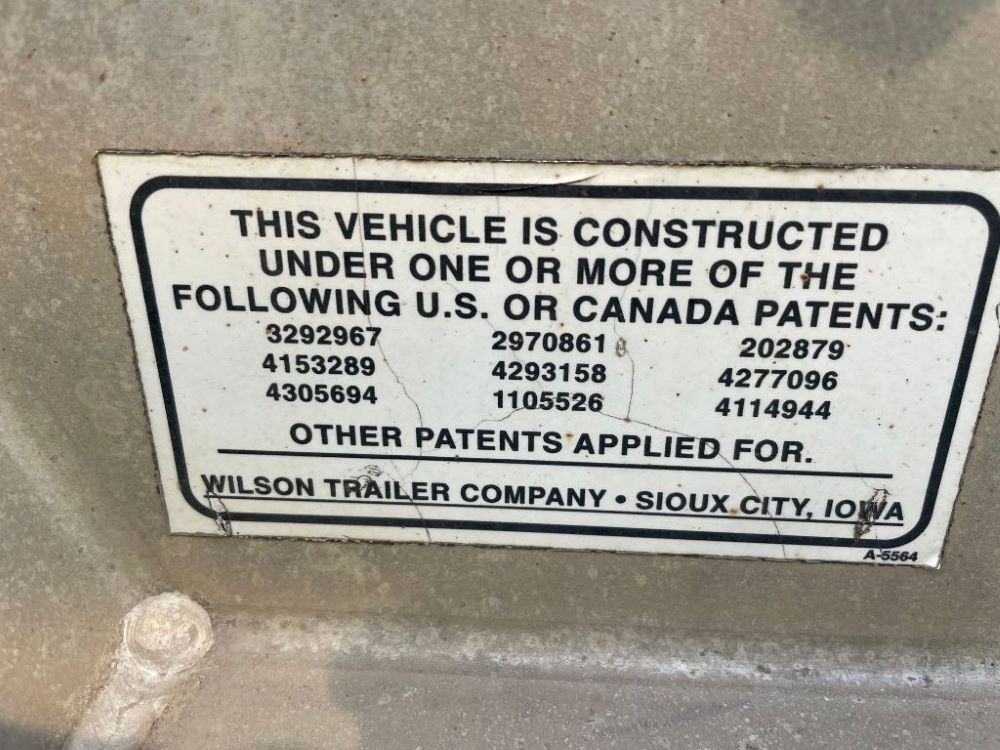 THIS VEHICLE IS CONSTRUCTED
UNDER ONE OR MORE OF THE
FOLLOWING U.S. OR CANADA PATENTS:
3292967 2970861 202879
4153289 4293158 4277096
4305694 1105526 4114944
OTHER PATENTS APPLIED FOR.
WILSON TRAILER COMPANY • SIOUX CITY, IOWA
A-5564